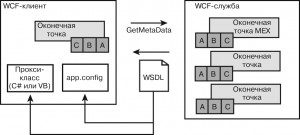 WCF-клиент
Оконечная
точка
C B A
Прокси-
класс
(C# или VB)
app.config
GetMetaData
WSDL
WCF-служба
Оконечная
точка MEX
A B C
Оконечная
точка
A B C
Оконечная
точка
A B C